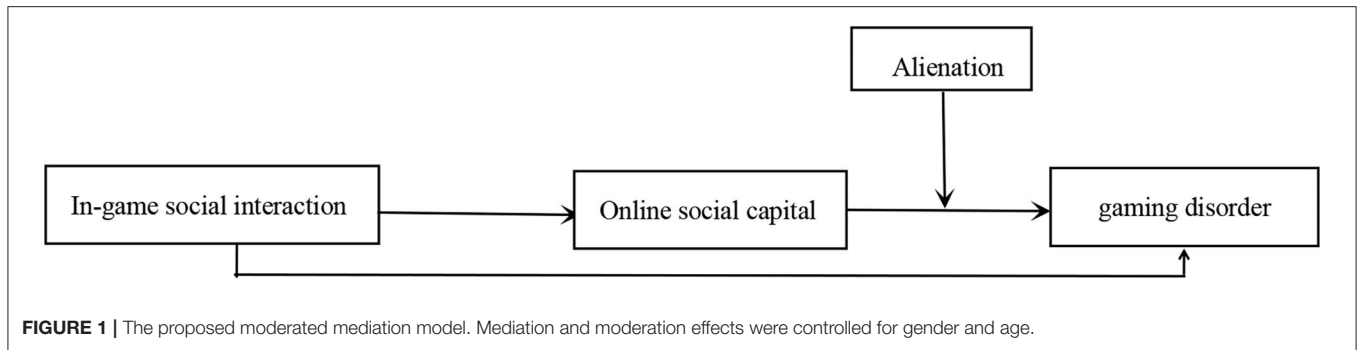 Alienation
In-game social interaction
Online social capital
gaming disorder
FIGURE 1 | The proposed moderated mediation model. Mediation and moderation effects were controlled for gender and age.